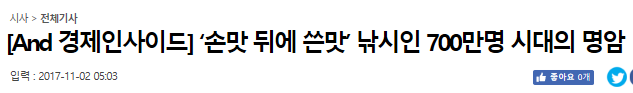 시사 > 전체기사
[And 경제인사이드] ‘손맛 뒤에 쓴맛’ 낚시인 700만명 시대의 명암
입력 : 2017-11-02 05:03
좋아요 0개